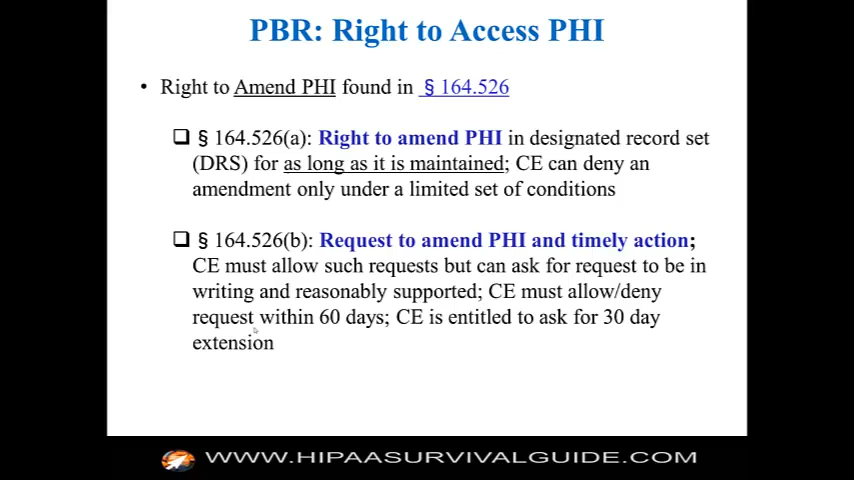 PBR: Right to Access PHI
• Right to Amend PHI found in § 164.526
❑ § 164.526(a): Right to amend PHI in designated record set
(DRS) for as long as it is maintained; CE can deny an
amendment only under a limited set of conditions
❑ § 164.526(b): Request to amend PHI and timely action;
CE must allow such requests but can ask for request to be in
writing and reasonably supported; CE must allow/deny
request within 60 days; CE is entitled to ask for 30 day
extension
WWW.HIPAASURVIVALGUIDE.COM